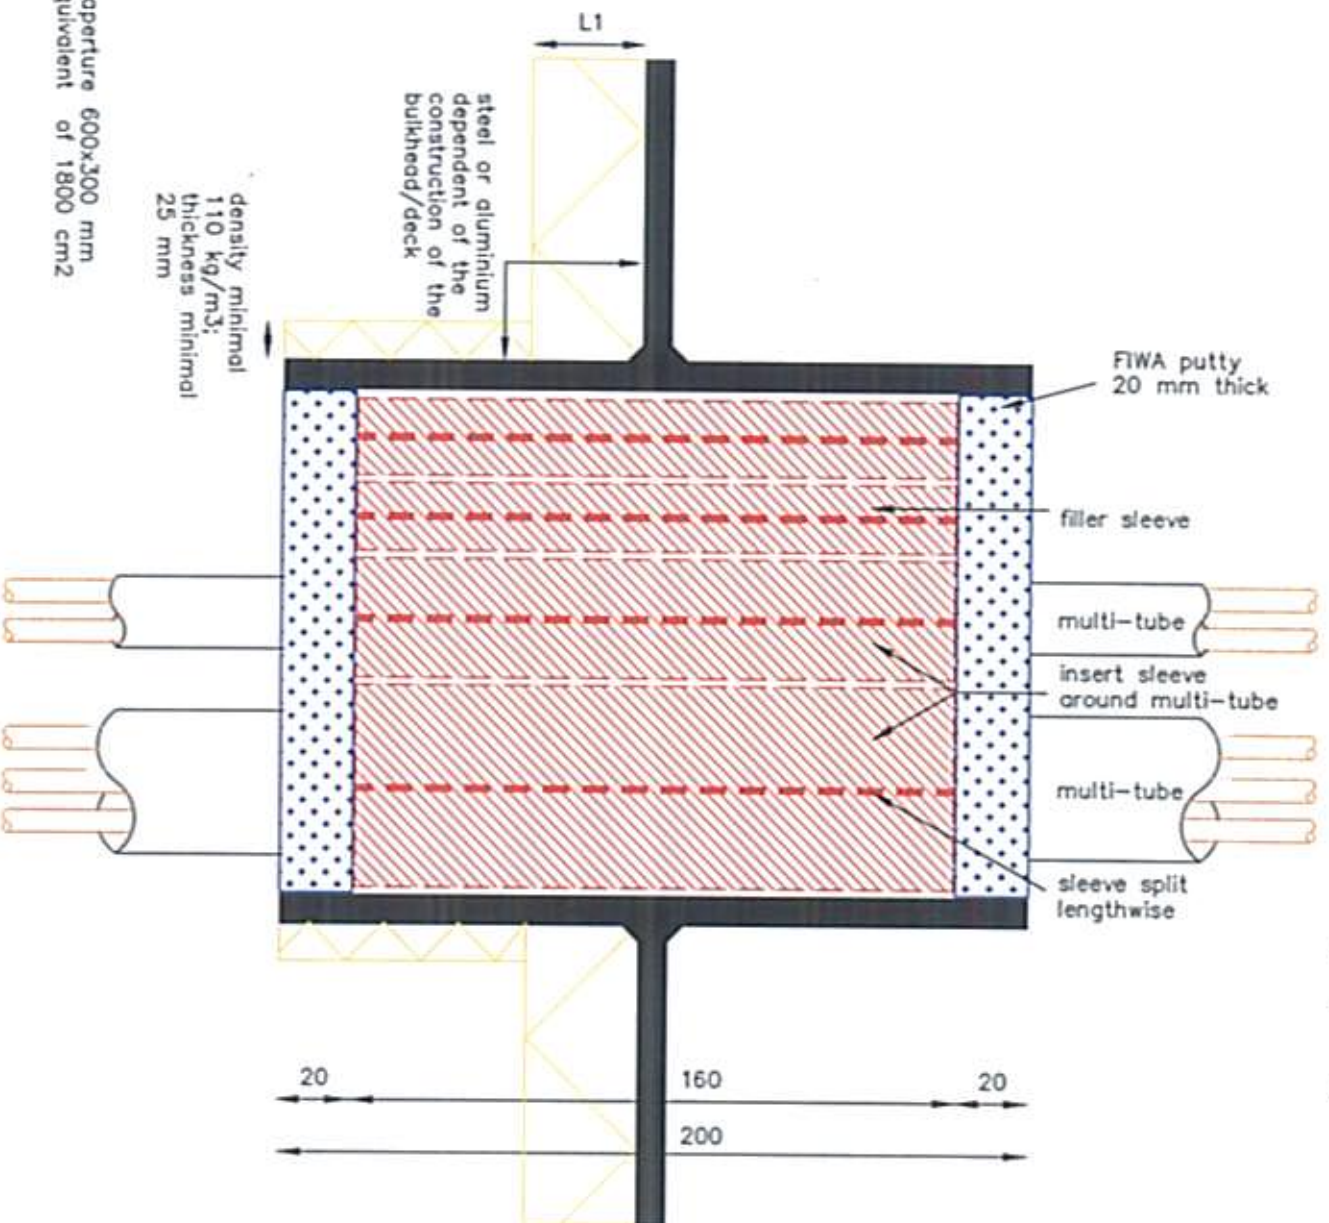 L1
steel or aluminium
dependent of the
construction of the
bulkhead/deck
aperture 600x300 mm
of 1800 cm2
density minimal
110 kg/m3;
thickness minimal
25 mm
FIWA putty
20 mm thick
filler sleeve
multi-tube
insert sleeve
around multi-tube
multi-tube
sleeve split
lengthwise
20
160
20
200